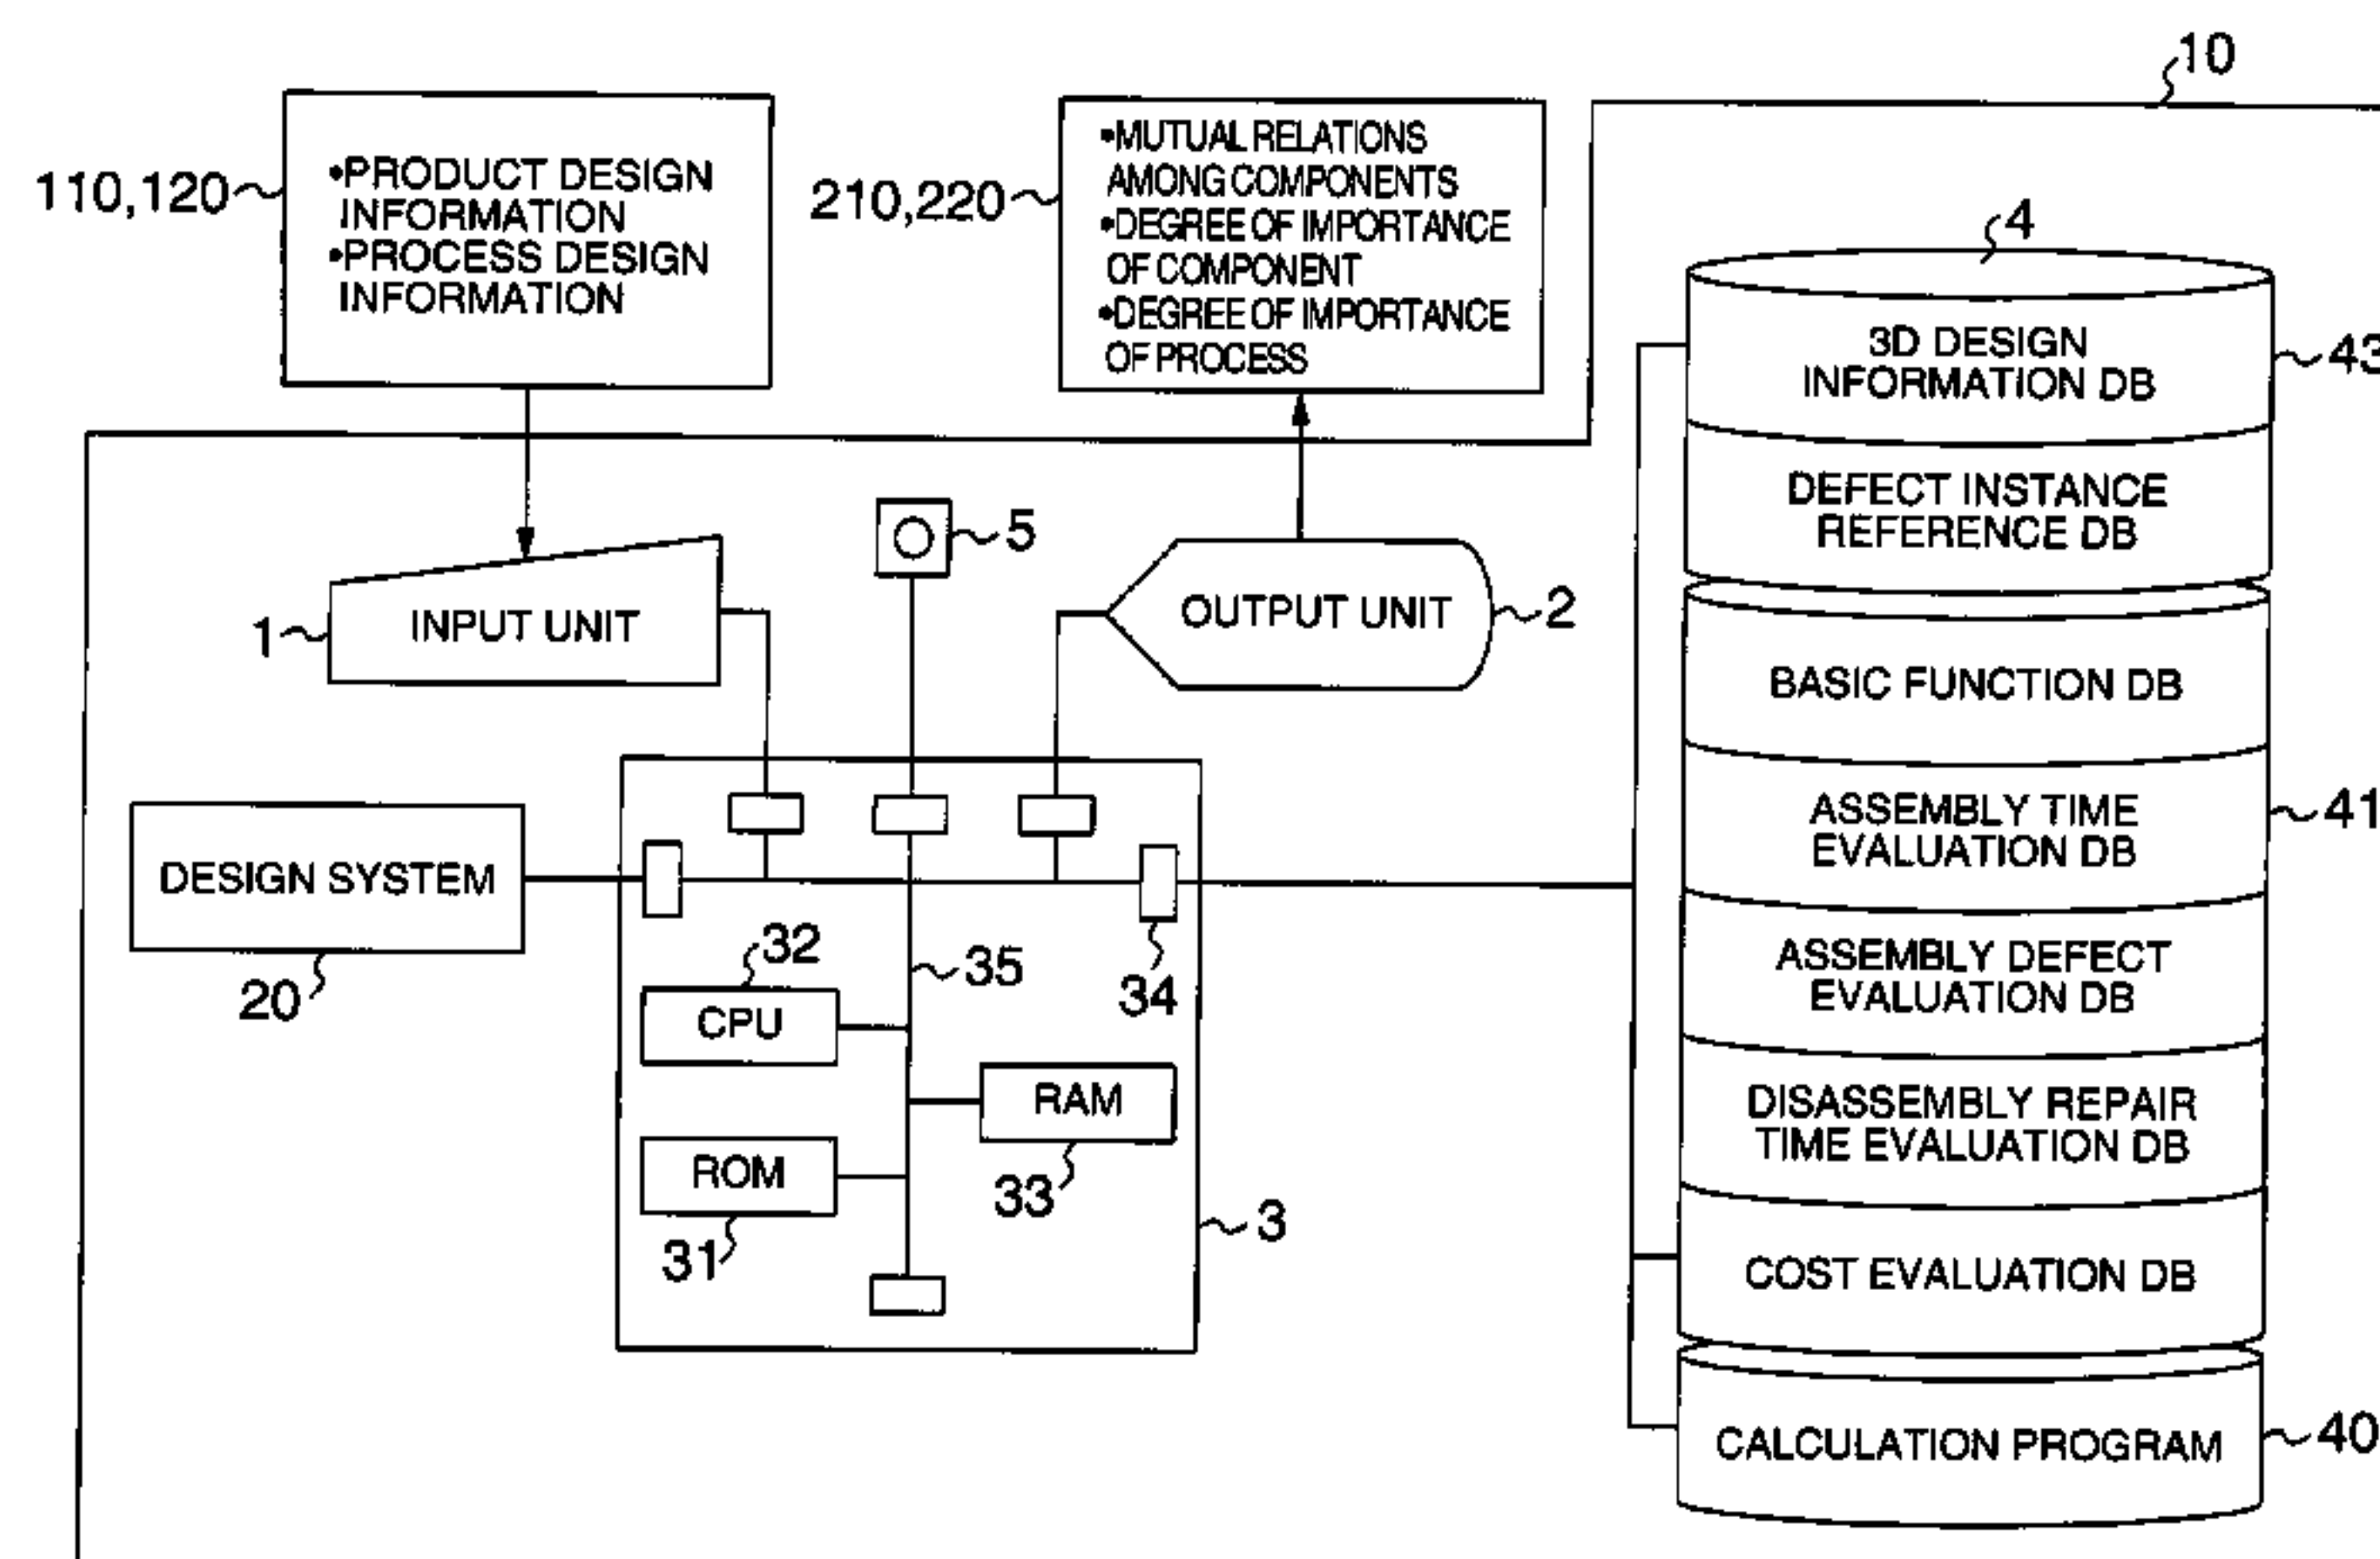 10
110,120
•PRODUCT DESIGN
INFORMATION
•PROCESS DESIGN
INFORMATION
210,220
•MUTUAL RELATIONS
AMONG COMPONENTS
•DEGREE OF IMPORTANCE
OF COMPONENT
•DEGREE OF IMPORTANCE
OF PROCESS
4
3D DESIGN
INFORMATION DB
43
DEFECT INSTANCE
REFERENCE DB
5
1
INPUT UNIT
OUTPUT UNIT
2
BASIC FUNCTION DB
ASSEMBLY TIME
EVALUATION DB
41
DESIGN SYSTEM
20
32
CPU
35
34
ASSEMBLY DEFECT
EVALUATION DB
RAM
33
ROM
31
3
DISASSEMBLY REPAIR
TIME EVALUATION DB
COST EVALUATION DB
CALCULATION PROGRAM
40